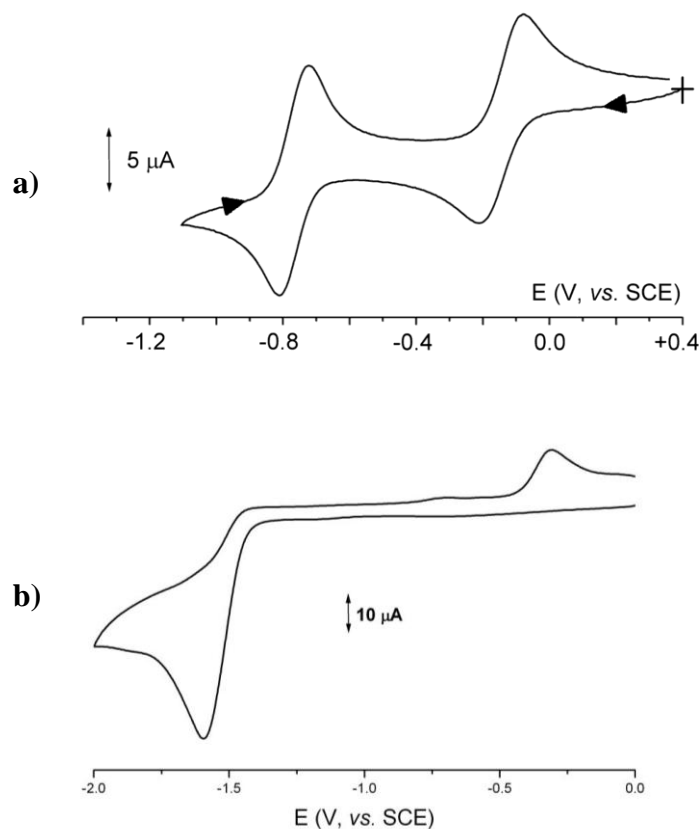 a)
5 μA
E (V, vs. SCE)
-1.2 -0.8 -0.4 0.0 +0.4
b)
10 μA
-2.0 -1.5 -1.0 -0.5 0.0
E (V, vs. SCE)